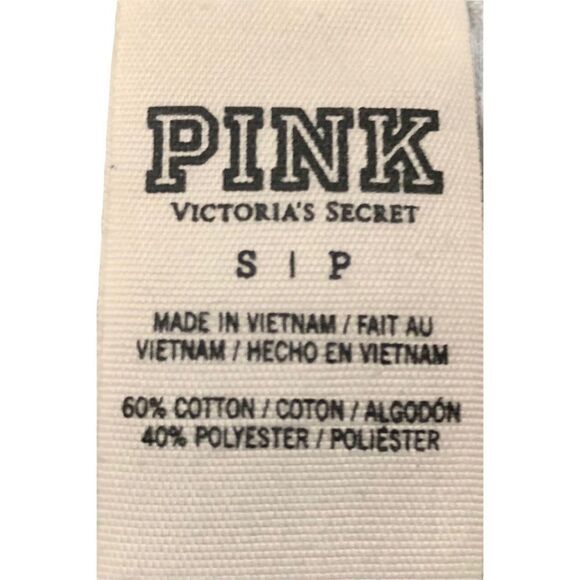 PINK
VICTORIA'S SECRET
S | P
MADE IN VIETNAM / FAIT AU
VIETNAM / HECHO EN VIETNAM
60% COTTON / COTON / ALGODÓN
40% POLYESTER / POLIÉSTER